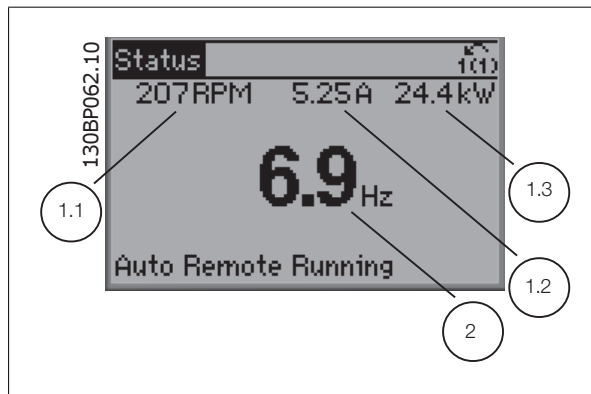 130BP062.10
Status
1(1)
207RPM 5.25A 24.4kW
6.9Hz
Auto Remote Running
1.1
1.3
1.2
2